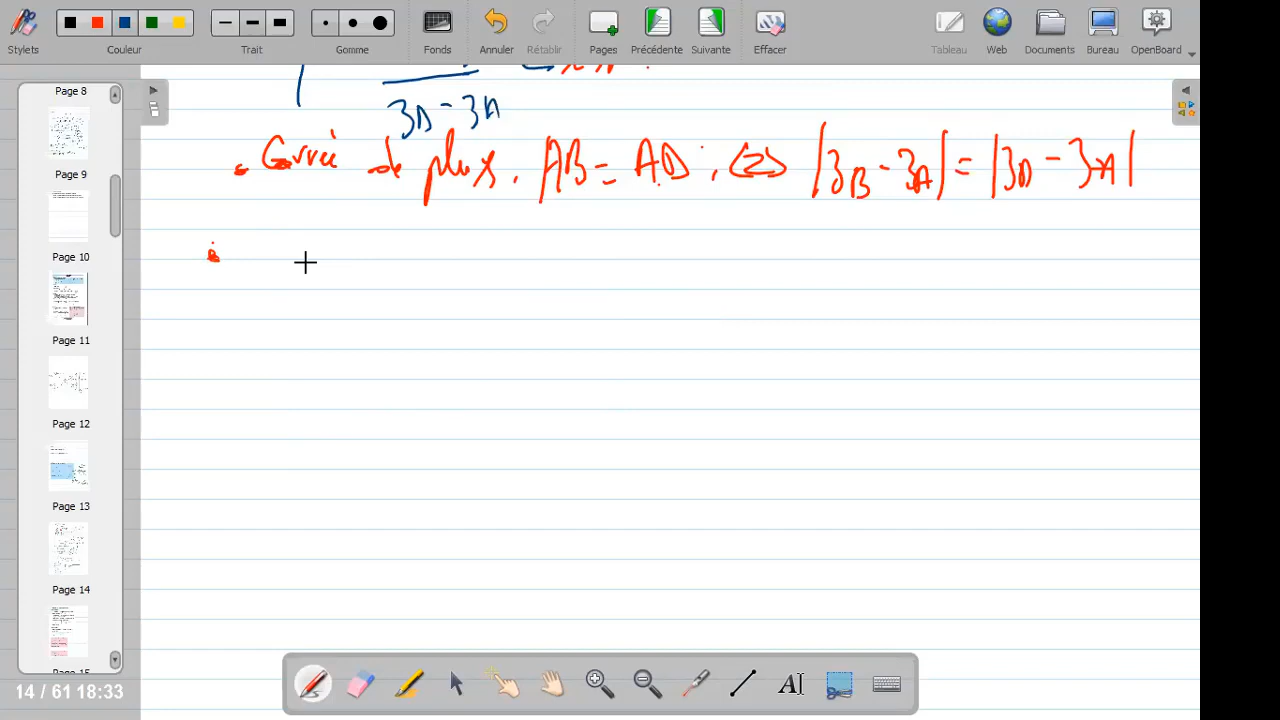 Stylets Couleur Trait Gomme Fonds Annuler Rétablir Pages Précédente Suivante Effacer Tableau Web Documents Bureau OpenBoard
Page 8
Page 9
Page 10
Page 11
Page 12
Page 13
Page 14
14 / 61 18:33
3D - 3A
Carré de plus. AB = AD ; <=> |3B - 3A| = |3D - 3A|